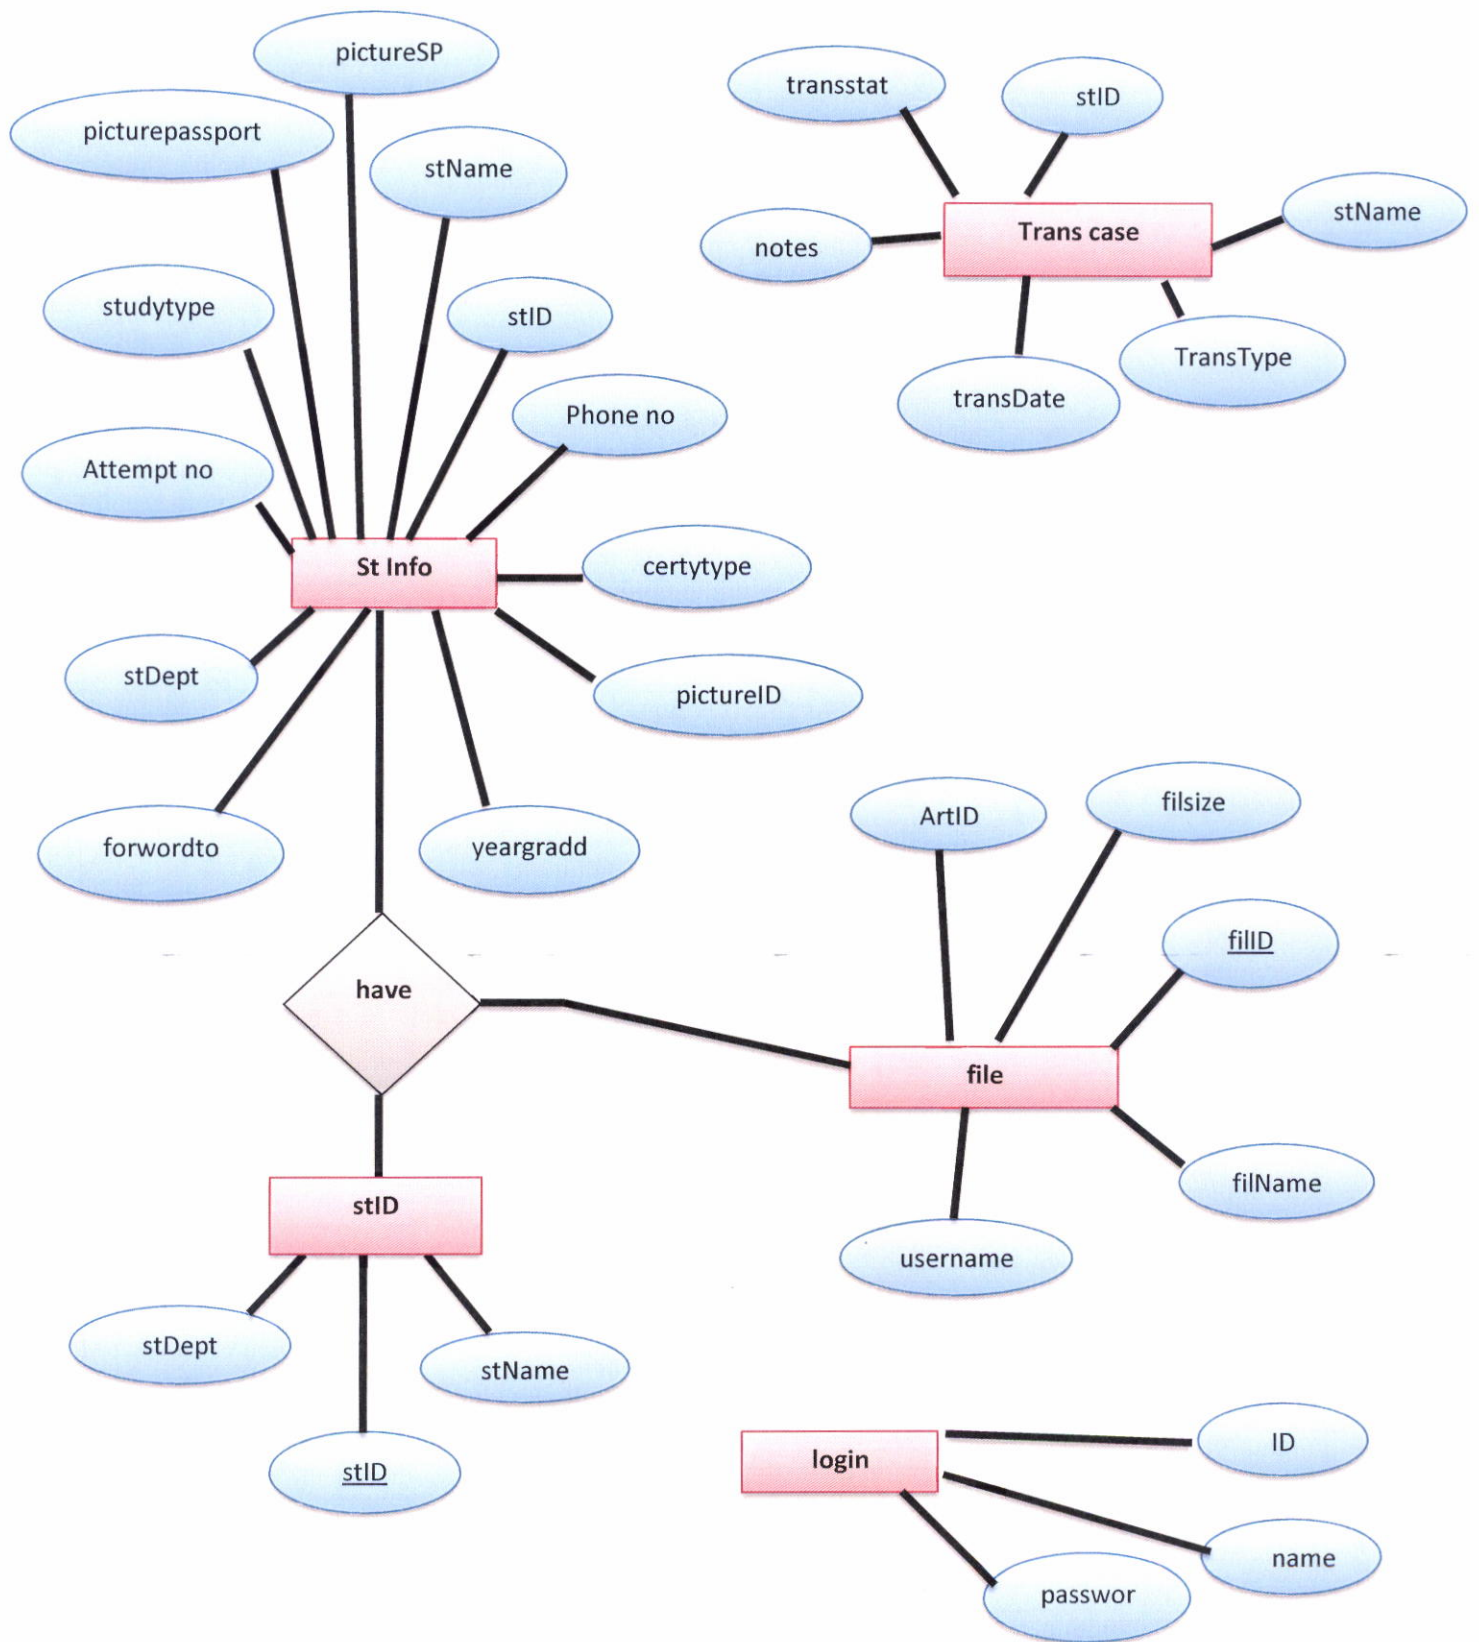 pictureSP
picturepassport
stName
studytype
stID
Phone no
Attempt no
St Info
certytype
stDept
pictureID
forwordto
yeargradd
have
stID
stDept
stName
stID
transstat
stID
Trans case
stName
notes
TransType
transDate
ArtID
filsize
filID
file
filName
username
login
ID
name
passwor